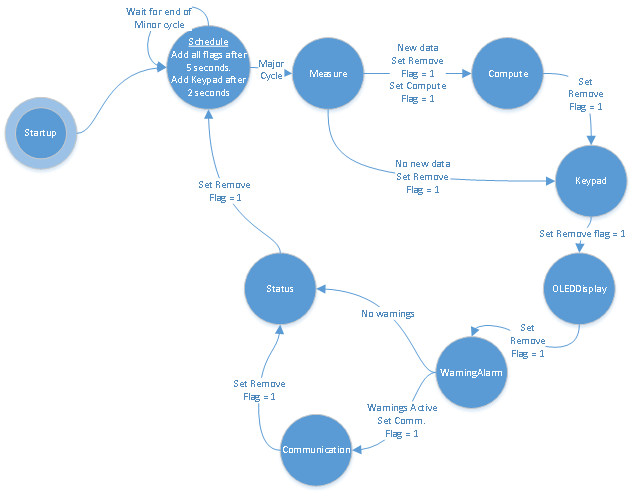 Wait for end of
Minor cycle
Schedule
Add all flags after
5 seconds.
Add Keypad after
2 seconds
Major
Cycle
Measure
New data
Set Remove
Flag = 1
Set Compute
Flag = 1
Compute
Set
Remove
Flag = 1
Startup
No new data
Set Remove
Flag = 1
Keypad
Set Remove
Flag = 1
Set Remove flag = 1
Status
OLEDDisplay
No warnings
Set
Remove
Flag = 1
WarningAlarm
Set Remove
Flag = 1
Warnings Active
Set Comm.
Flag = 1
Communication